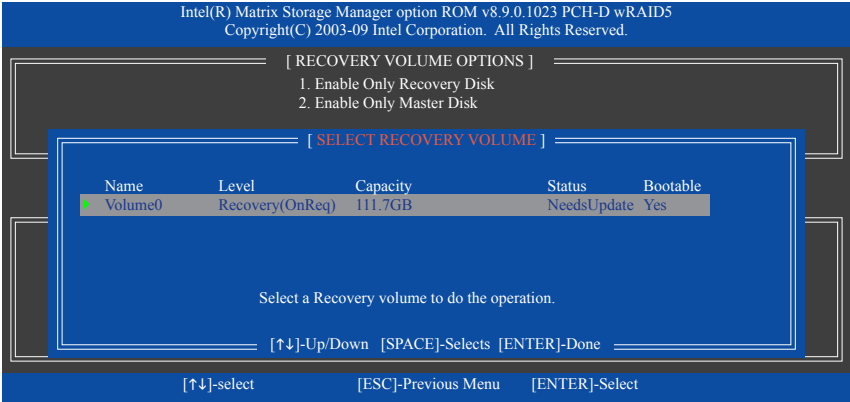 Intel(R) Matrix Storage Manager option ROM v8.9.0.1023 PCH-D wRAID5
Copyright(C) 2003-09 Intel Corporation. All Rights Reserved.
[ RECOVERY VOLUME OPTIONS ]
1. Enable Only Recovery Disk
2. Enable Only Master Disk
[ SELECT RECOVERY VOLUME ]
Name Level Capacity Status Bootable
Volume0 Recovery(OnReq) 111.7GB NeedsUpdate Yes
Select a Recovery volume to do the operation.
[↑↓]-Up/Down [SPACE]-Selects [ENTER]-Done
[↑↓]-select [ESC]-Previous Menu [ENTER]-Select